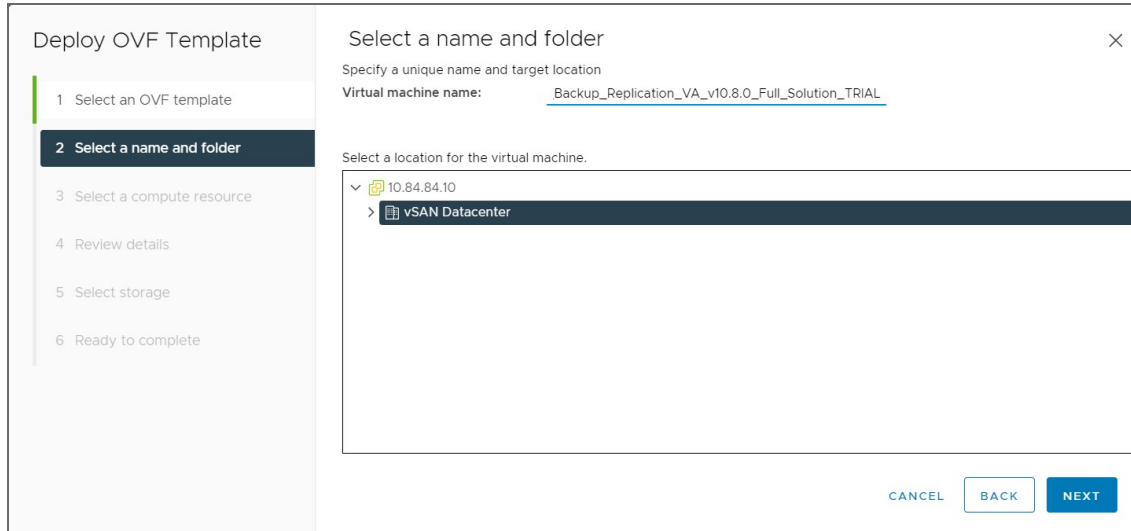 Deploy OVF Template
1 Select an OVF template
2 Select a name and folder
3 Select a compute resource
4 Review details
5 Select storage
6 Ready to complete
Select a name and folder
Specify a unique name and target location
Virtual machine name: Backup_Replication_VA_v10.8.0_Full_Solution_TRIAL
Select a location for the virtual machine.
10.84.84.10
vSAN Datacenter
CANCEL BACK NEXT